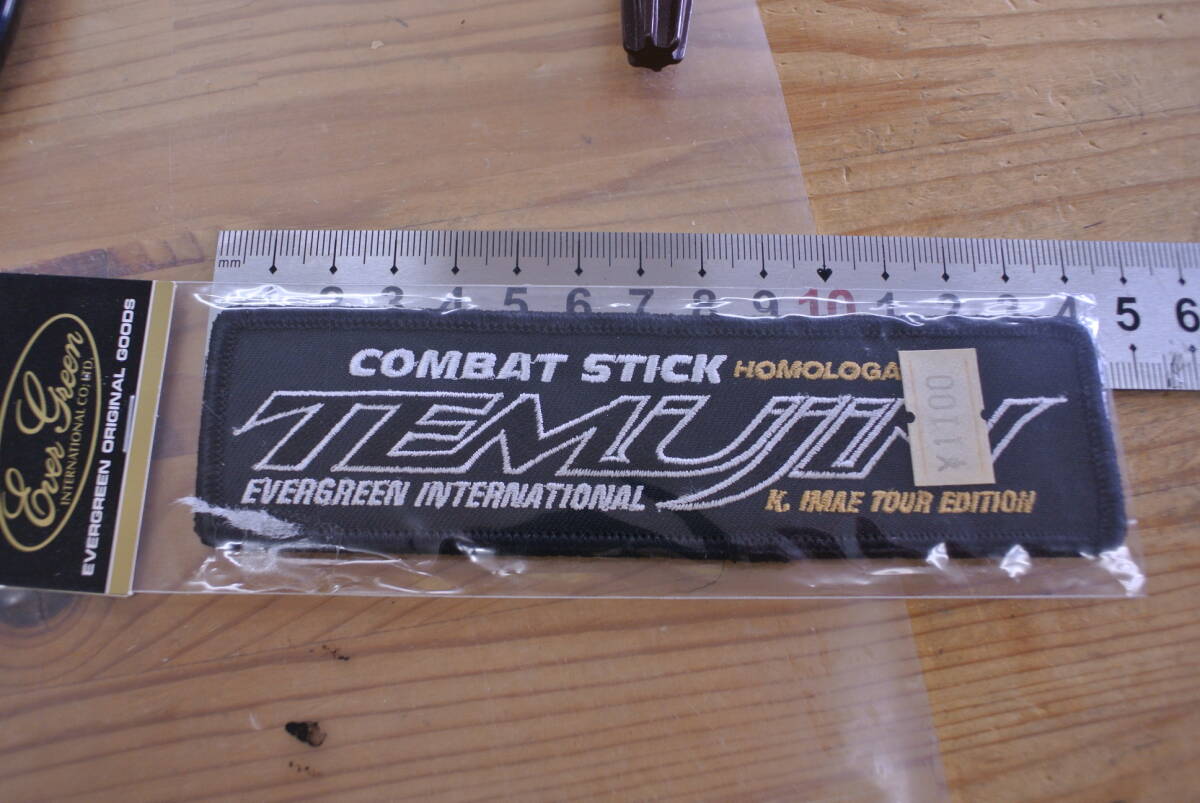 Ever Green
INTERNATIONAL CO., LTD.
EVERGREEN ORIGINAL GOODS
mm
2 3 4 5 6 7 8 9 10 1 2 3 4 5 6
COMBAT STICK HOMOLOGA
TEMUJIN
¥1100
EVERGREEN INTERNATIONAL
K. IMAE TOUR EDITION